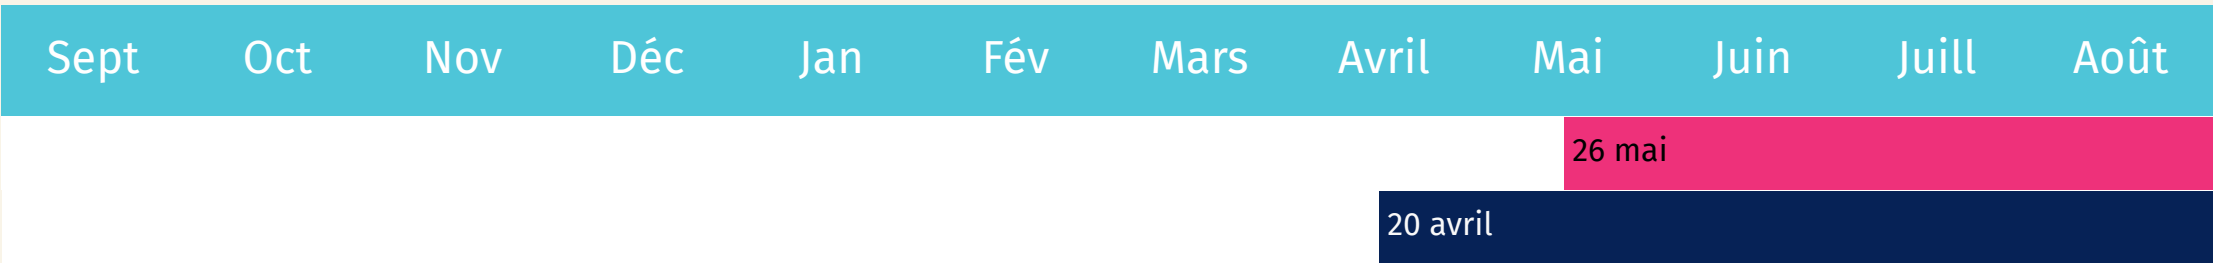 Sept Oct Nov Déc Jan Fév Mars Avril Mai Juin Juill Août
26 mai
20 avril